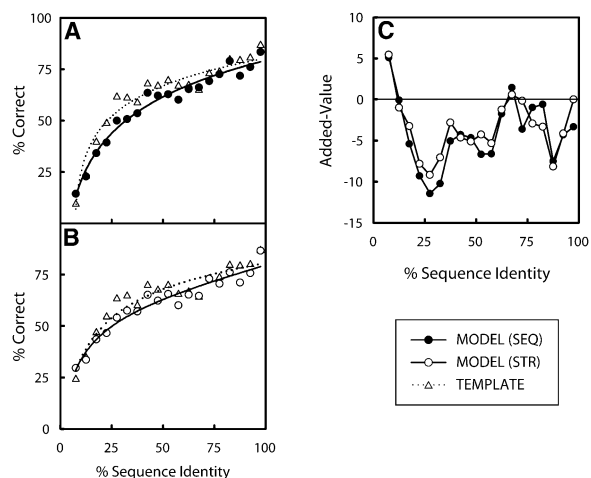 A
100
75
50
25
% Correct
B
75
50
25
0
% Correct
0 25 50 75 100
% Sequence Identity
C
10
5
0
-5
-10
-15
Added-Value
0 25 50 75 100
% Sequence Identity
MODEL (SEQ)
MODEL (STR)
TEMPLATE